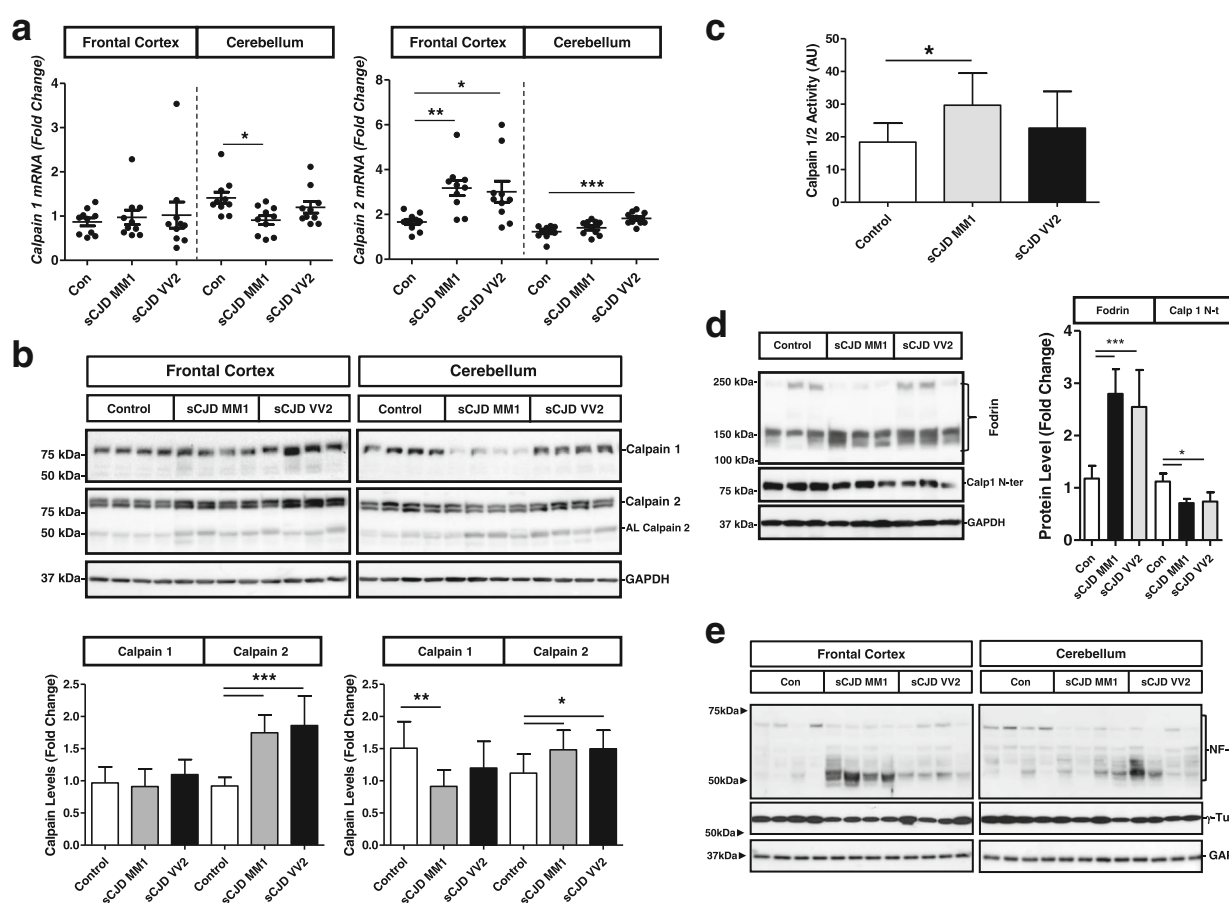 a
Frontal Cortex Cerebellum
Calpain 1 mRNA (Fold Change)
4
3
2
1
0
*
Con
sCJD MM1
sCJD VV2
Con
sCJD MM1
sCJD VV2
Frontal Cortex Cerebellum
Calpain 2 mRNA (Fold Change)
8
6
4
2
0
*
**
***
Con
sCJD MM1
sCJD VV2
Con
sCJD MM1
sCJD VV2
b
Frontal Cortex Cerebellum
Control sCJD MM1 sCJD VV2 Control sCJD MM1 sCJD VV2
75 kDa Calpain 1
50 kDa
75 kDa Calpain 2
50 kDa AL Calpain 2
37 kDa GAPDH
Calpain 1 Calpain 2
Calpain Levels (Fold Change)
2.5
2.0
1.5
1.0
0.5
0.0
***
Control
sCJD MM1
sCJD VV2
Control
sCJD MM1
sCJD VV2
Calpain 1 Calpain 2
Calpain Levels (Fold Change)
2.5
2.0
1.5
1.0
0.5
0.0
**
*
Control
sCJD MM1
sCJD VV2
Control
sCJD MM1
sCJD VV2
c
Calpain 1/2 Activity (AU)
50
40
30
20
10
0
*
Control
sCJD MM1
sCJD VV2
d
Control sCJD MM1 sCJD VV2
250 kDa
150 kDa
100 kDa
Fodrin
75 kDa Calp1 N-ter
37 kDa GAPDH
Fodrin Calp 1 N-t
Protein Level (Fold Change)
4
3
2
1
0
***
*
Con
sCJD MM1
sCJD VV2
Con
sCJD MM1
sCJD VV2
e
Frontal Cortex Cerebellum
Con sCJD MM1 sCJD VV2 Con sCJD MM1 sCJD VV2
75kDa
NF-
50kDa
γ-Tu
50kDa
37kDa GAP